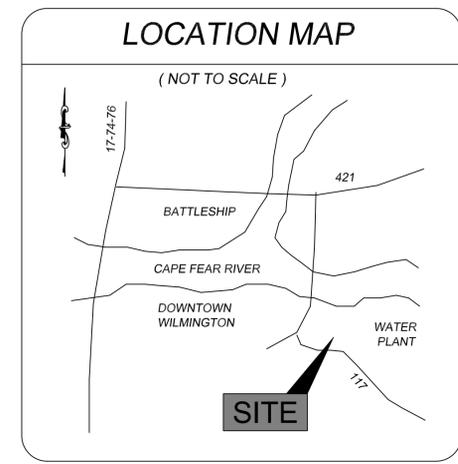 LOCATION MAP
( NOT TO SCALE )
17-74-76
421
BATTLESHIP
CAPE FEAR RIVER
DOWNTOWN
WILMINGTON
WATER
PLANT
117
SITE